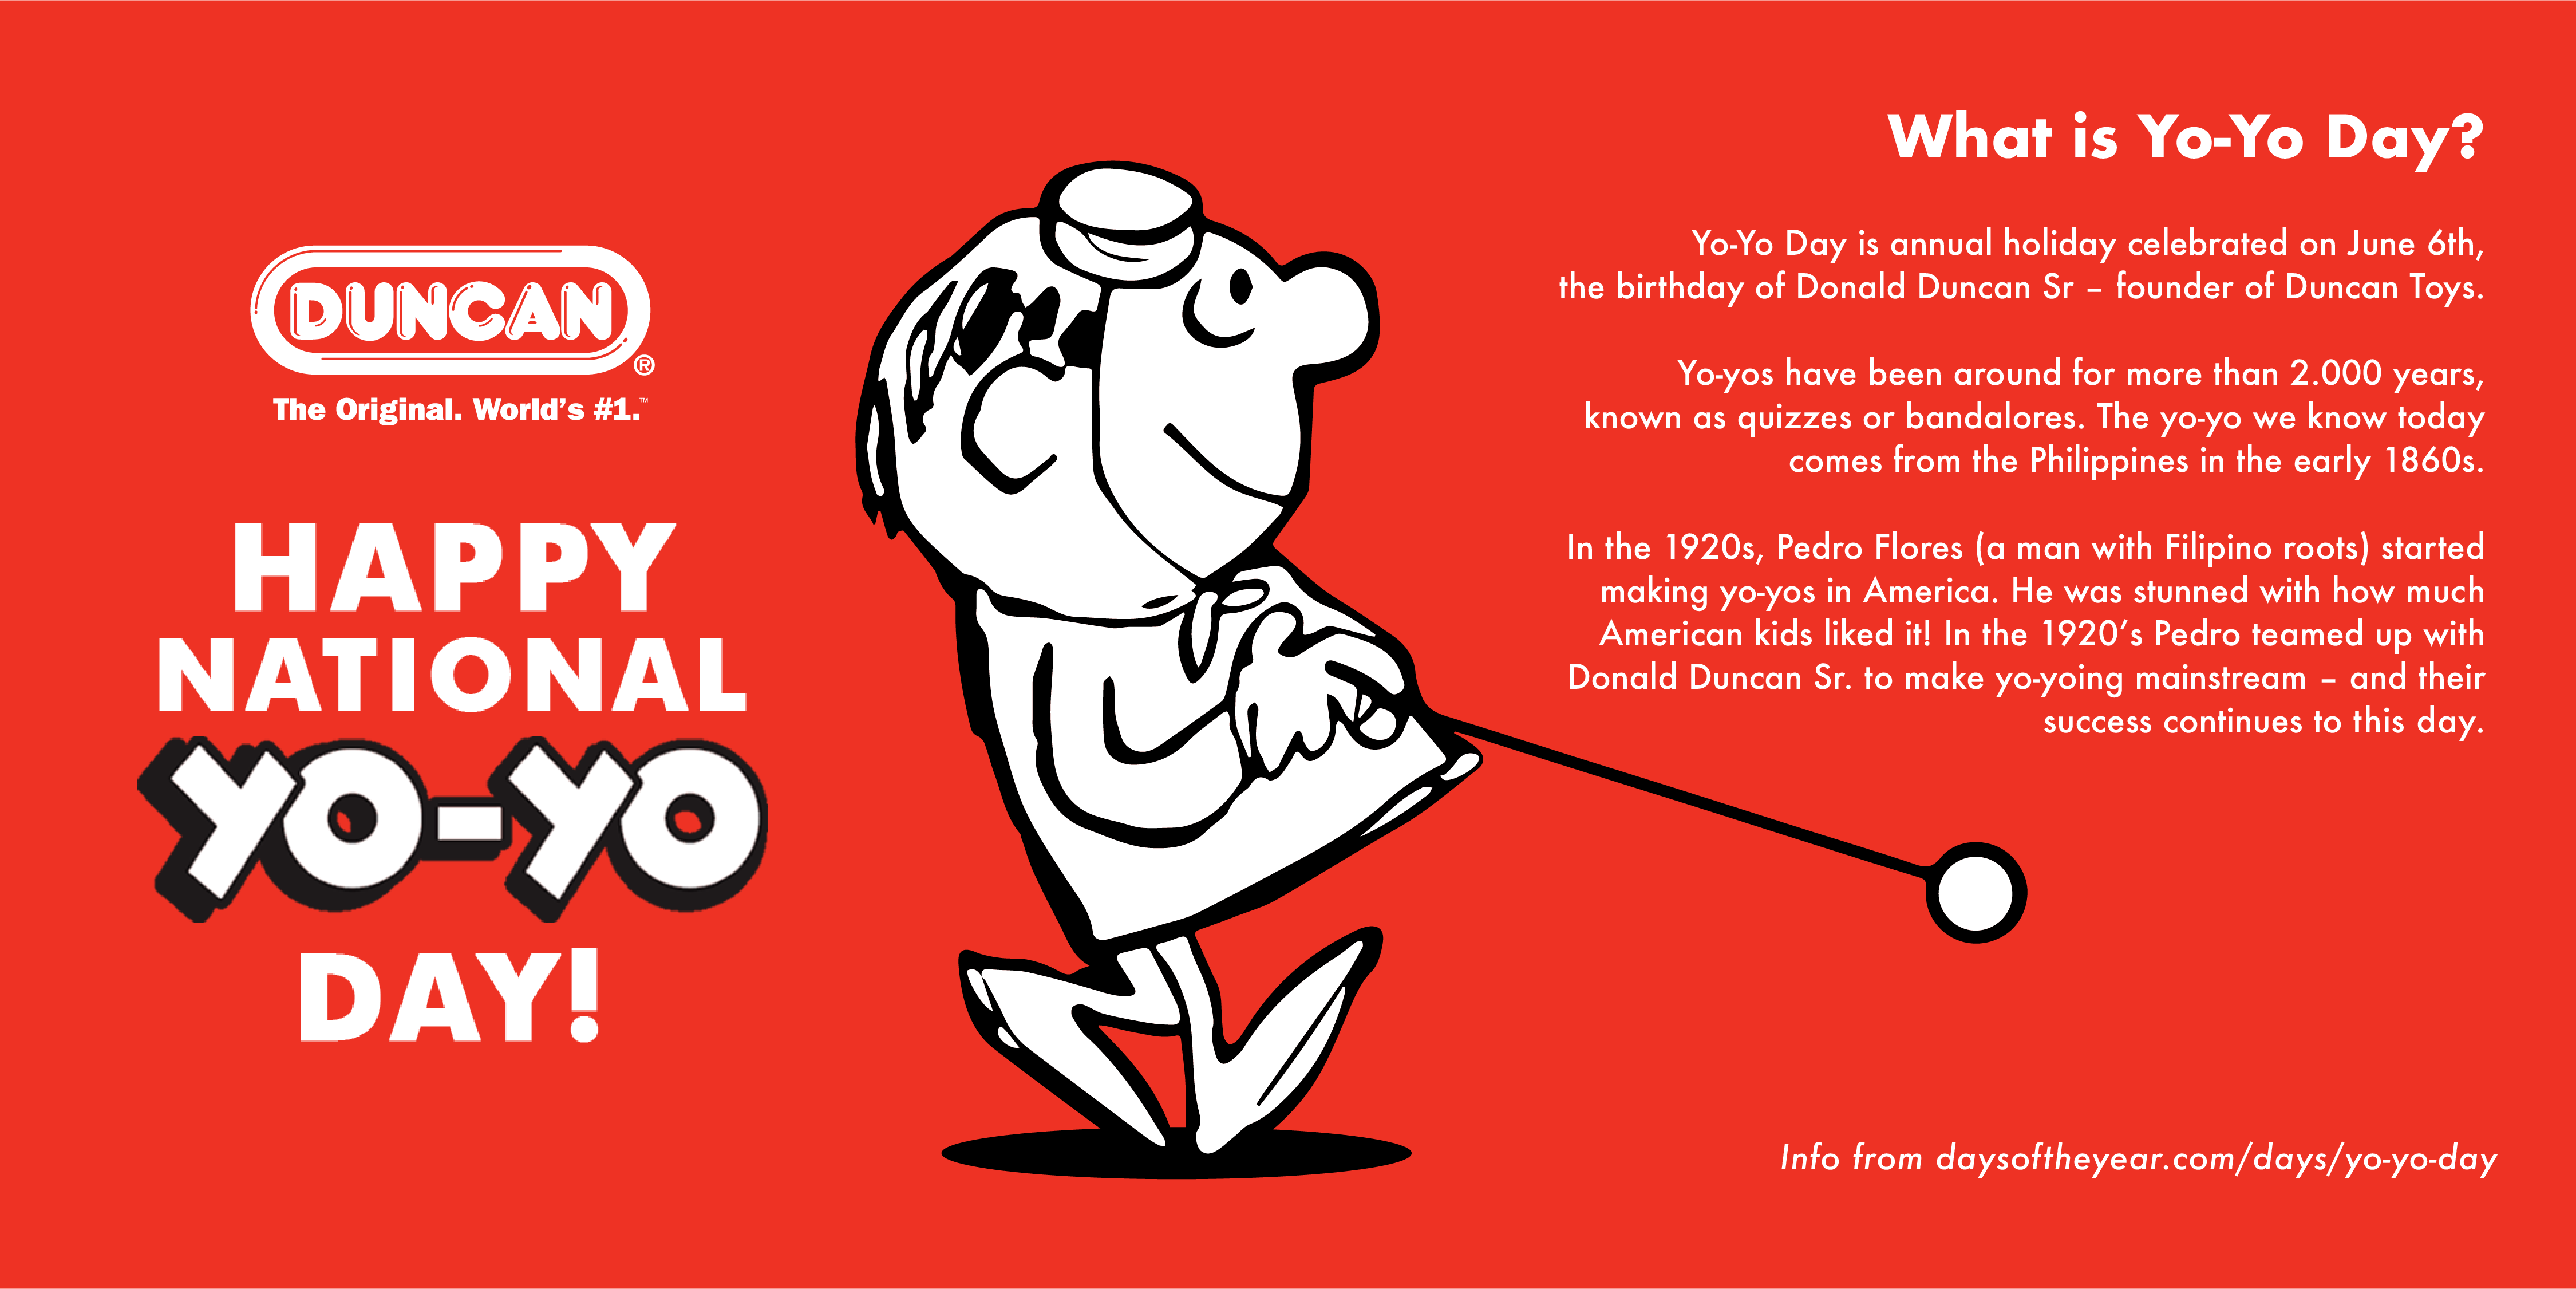 DUNCAN®
The Original. World's #1.™
HAPPY
NATIONAL
YO-YO
DAY!
What is Yo-Yo Day?
Yo-Yo Day is annual holiday celebrated on June 6th,
the birthday of Donald Duncan Sr – founder of Duncan Toys.
Yo-yos have been around for more than 2.000 years,
known as quizzes or bandalores. The yo-yo we know today
comes from the Philippines in the early 1860s.
In the 1920s, Pedro Flores (a man with Filipino roots) started
making yo-yos in America. He was stunned with how much
American kids liked it! In the 1920's Pedro teamed up with
Donald Duncan Sr. to make yo-yoing mainstream – and their
success continues to this day.
Info from daysoftheyear.com/days/yo-yo-day